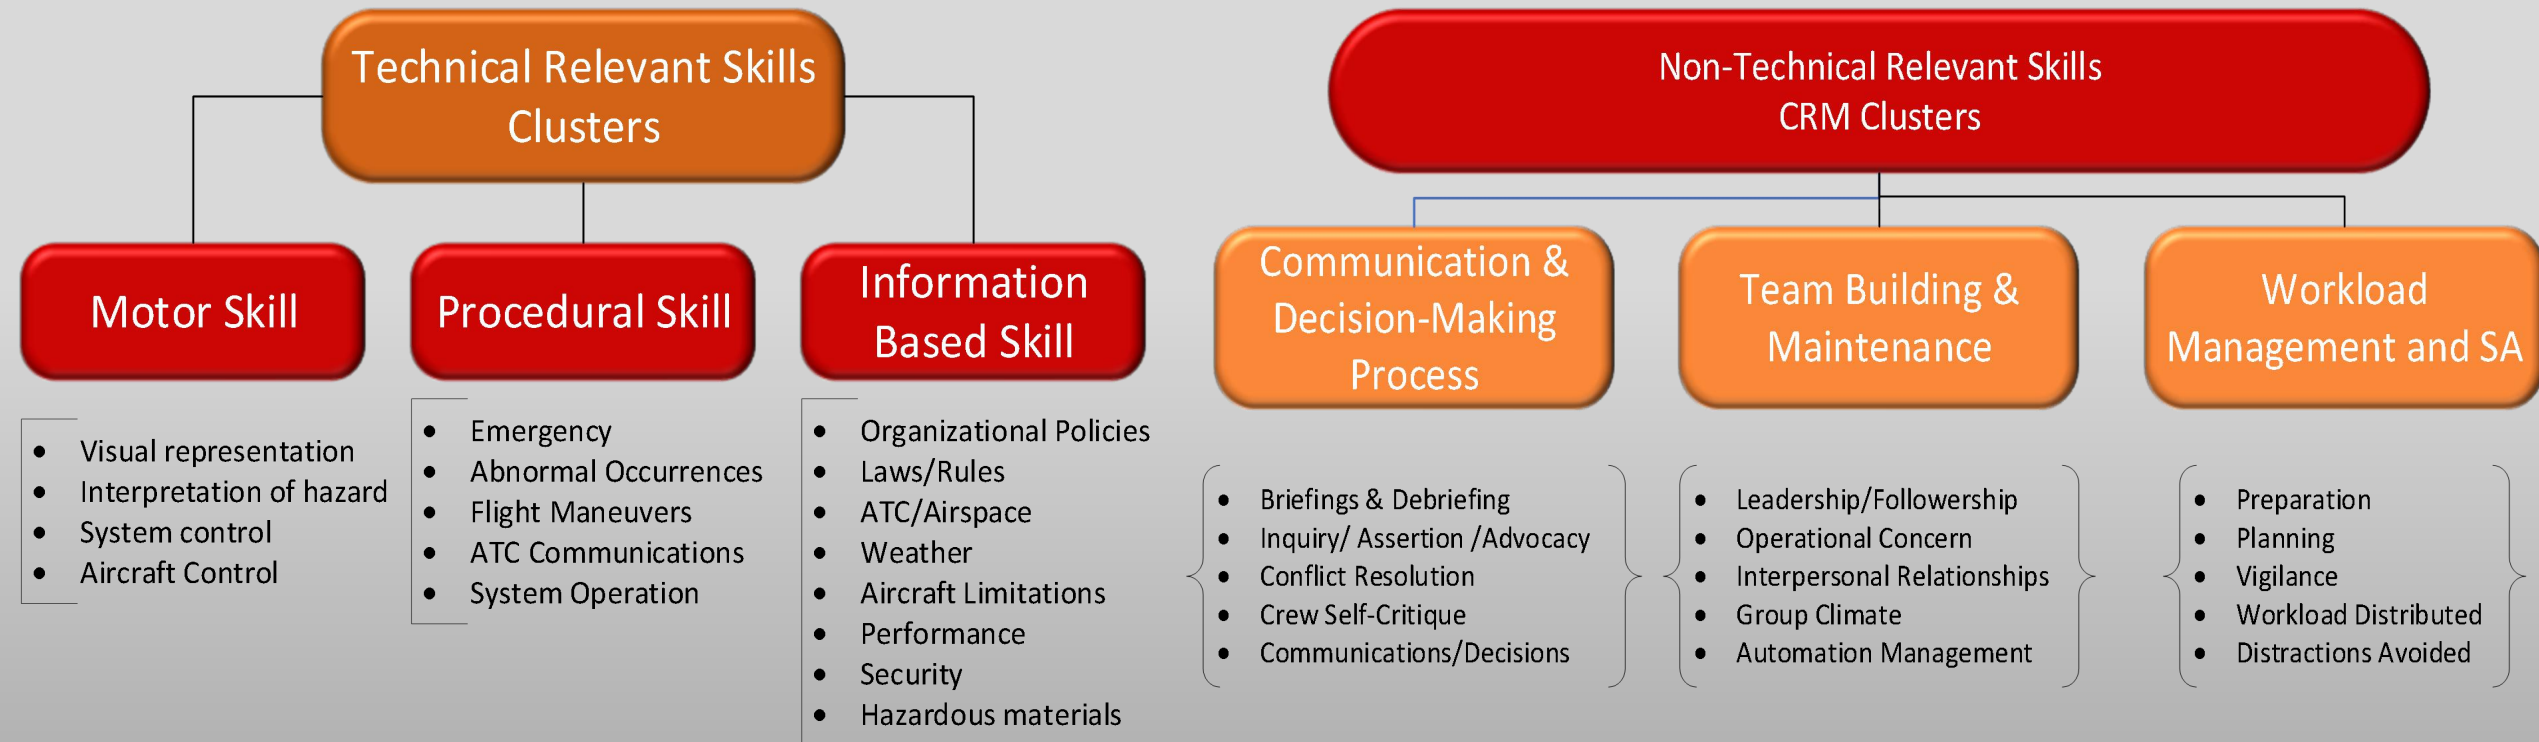 Technical Relevant Skills
Clusters
Motor Skill
• Visual representation
• Interpretation of hazard
• System control
• Aircraft Control
Procedural Skill
• Emergency
• Abnormal Occurrences
• Flight Maneuvers
• ATC Communications
• System Operation
Information
Based Skill
• Organizational Policies
• Laws/Rules
• ATC/Airspace
• Weather
• Aircraft Limitations
• Performance
• Security
• Hazardous materials
Non-Technical Relevant Skills
CRM Clusters
Communication &
Decision-Making
Process
• Briefings & Debriefing
• Inquiry/ Assertion /Advocacy
• Conflict Resolution
• Crew Self-Critique
• Communications/Decisions
Team Building &
Maintenance
• Leadership/Followership
• Operational Concern
• Interpersonal Relationships
• Group Climate
• Automation Management
Workload
Management and SA
• Preparation
• Planning
• Vigilance
• Workload Distributed
• Distractions Avoided